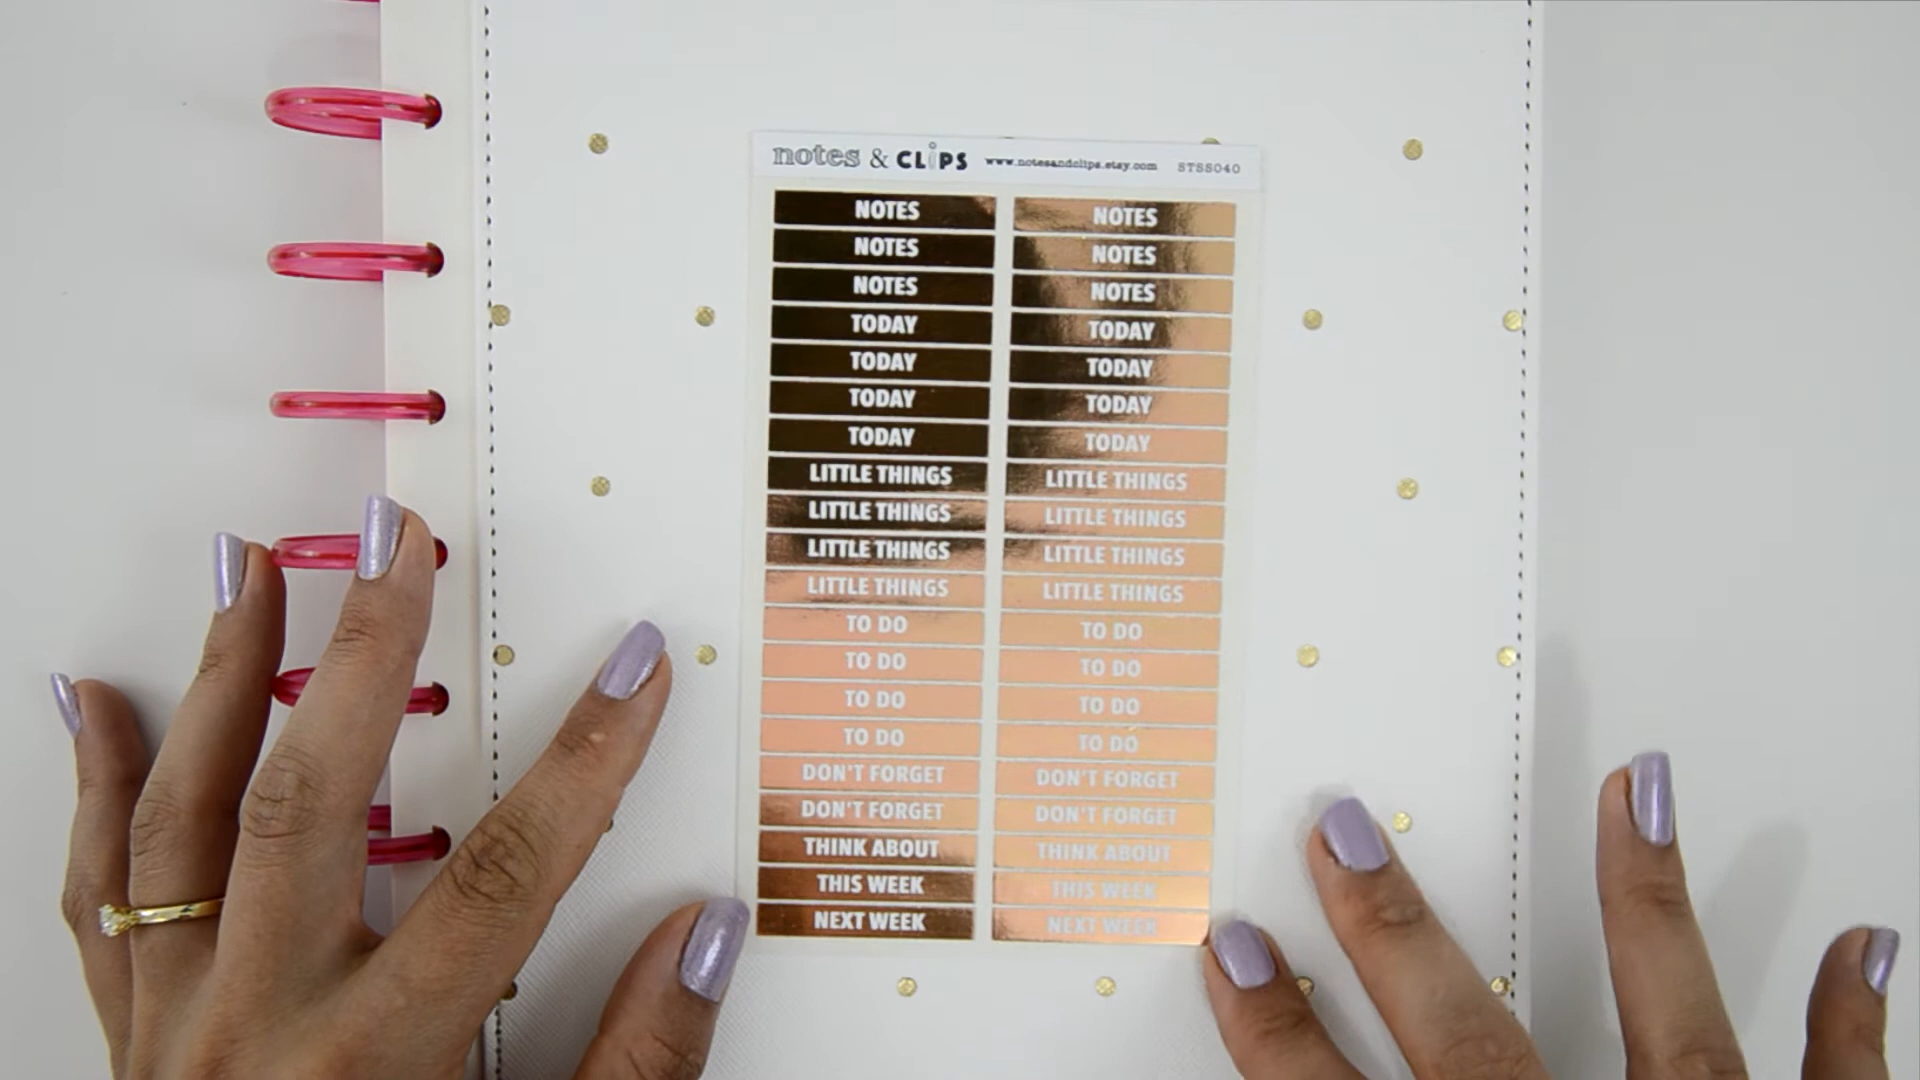 notes & CLiPS www.notesandclips.etsy.com STSS040
NOTES NOTES
NOTES NOTES
NOTES NOTES
TODAY TODAY
TODAY TODAY
TODAY TODAY
TODAY TODAY
LITTLE THINGS LITTLE THINGS
LITTLE THINGS LITTLE THINGS
LITTLE THINGS LITTLE THINGS
LITTLE THINGS LITTLE THINGS
TO DO TO DO
TO DO TO DO
TO DO TO DO
TO DO TO DO
DON'T FORGET DON'T FORGET
DON'T FORGET DON'T FORGET
THINK ABOUT THINK ABOUT
THIS WEEK THIS WEEK
NEXT WEEK NEXT WEEK